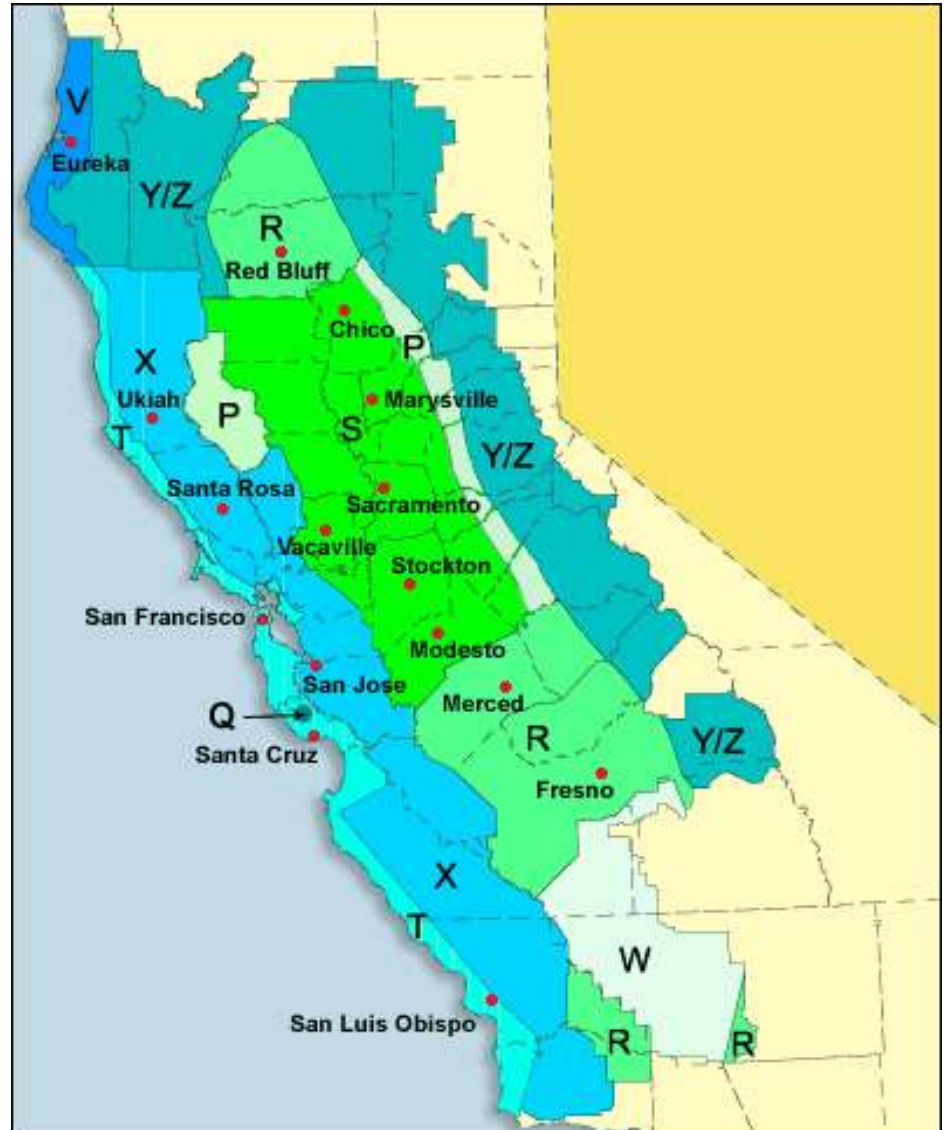 V
Eureka
Y/Z
R
Red Bluff
Chico
P
X
Ukiah
P
Marysville
T
S
Y/Z
Santa Rosa
Sacramento
Vacaville
Stockton
San Francisco
Modesto
San Jose
Merced
Q
R
Y/Z
Santa Cruz
Fresno
X
T
W
San Luis Obispo
R
R